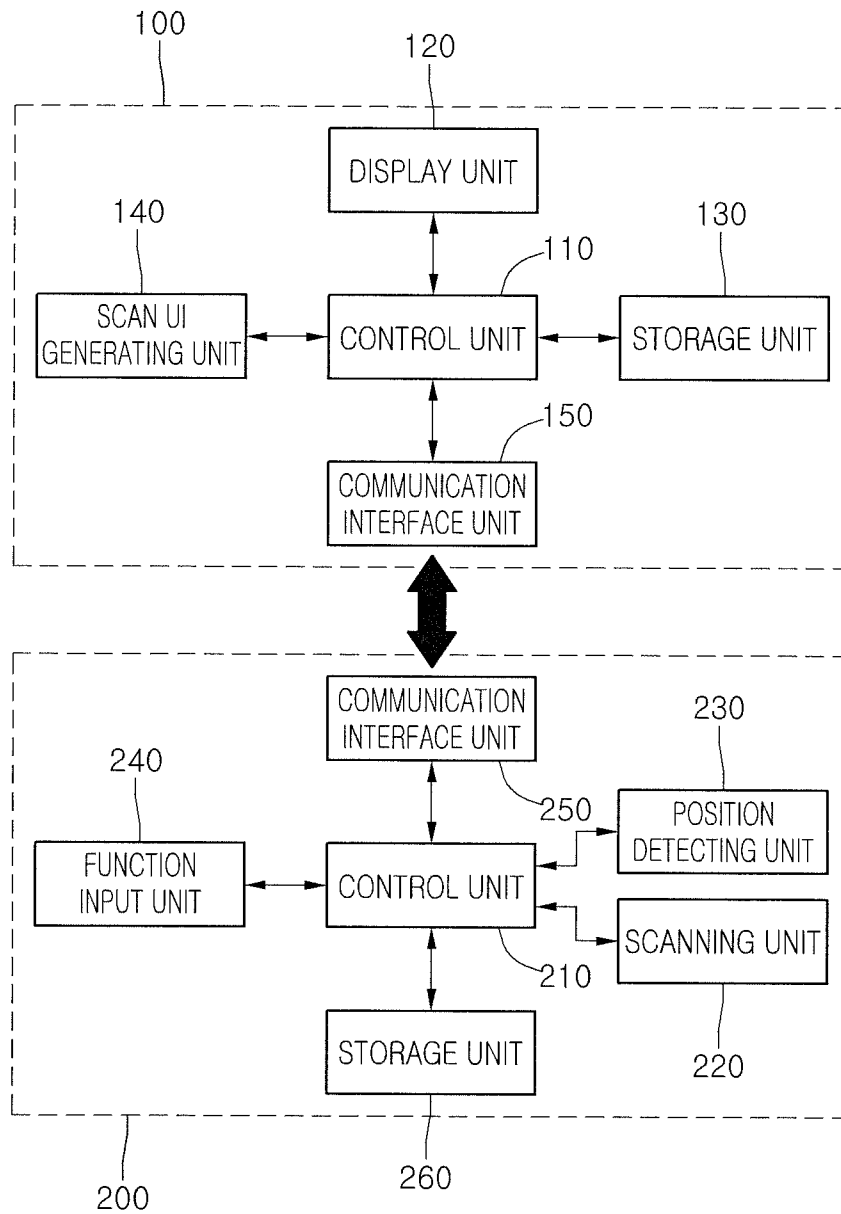 100
120
DISPLAY UNIT
140
110
130
SCAN UI
GENERATING UNIT
CONTROL UNIT
STORAGE UNIT
150
COMMUNICATION
INTERFACE UNIT
COMMUNICATION
INTERFACE UNIT
230
240
250
POSITION
DETECTING UNIT
FUNCTION
INPUT UNIT
CONTROL UNIT
SCANNING UNIT
210
STORAGE UNIT
220
200
260